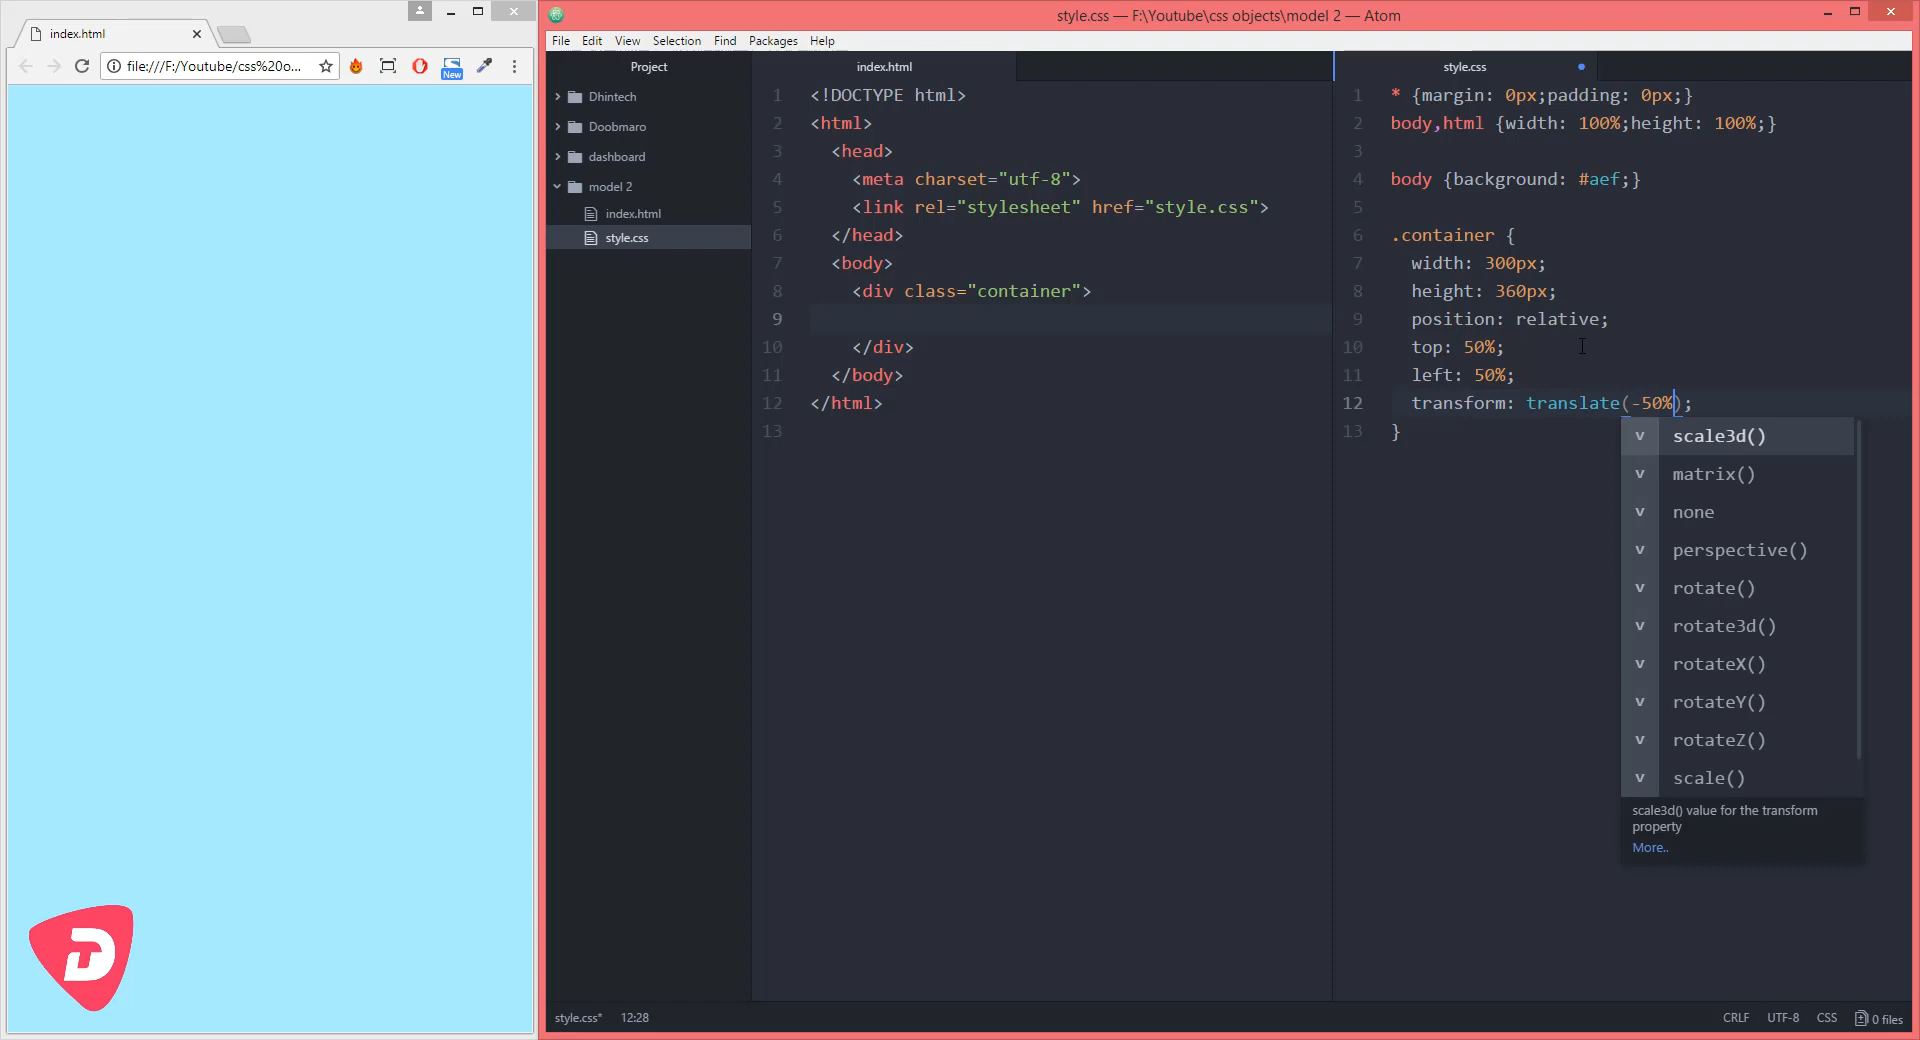 index.html
file:///F:/Youtube/css%20o...
New
style.css — F:\Youtube\css objects\model 2 — Atom
File Edit View Selection Find Packages Help
Project
Dhintech
Doobmaro
dashboard
model 2
index.html
style.css
index.html
1 <!DOCTYPE html>
2 <html>
3 <head>
4 <meta charset="utf-8">
5 <link rel="stylesheet" href="style.css">
6 </head>
7 <body>
8 <div class="container">
9
10 </div>
11 </body>
12 </html>
13
style.css
1 * {margin: 0px;padding: 0px;}
2 body,html {width: 100%;height: 100%;}
3
4 body {background: #aef;}
5
6 .container {
7 width: 300px;
8 height: 360px;
9 position: relative;
10 top: 50%;
11 left: 50%;
12 transform: translate(-50%);
13 }
v scale3d()
v matrix()
v none
v perspective()
v rotate()
v rotate3d()
v rotateX()
v rotateY()
v rotateZ()
v scale()
scale3d() value for the transform
property
More..
D
style.css* 12:28
CRLF UTF-8 CSS 0 files